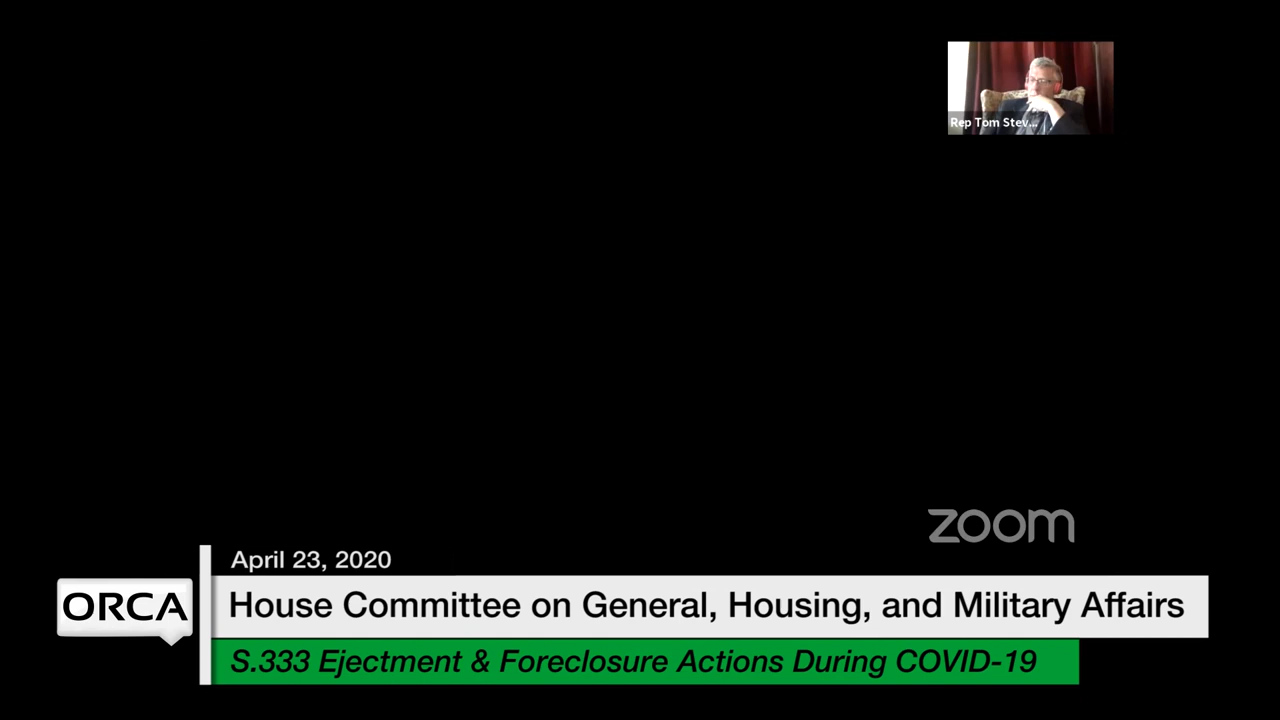 Rep Tom Stev...
zoom
April 23, 2020
ORCA
House Committee on General, Housing, and Military Affairs
S.333 Ejectment & Foreclosure Actions During COVID-19